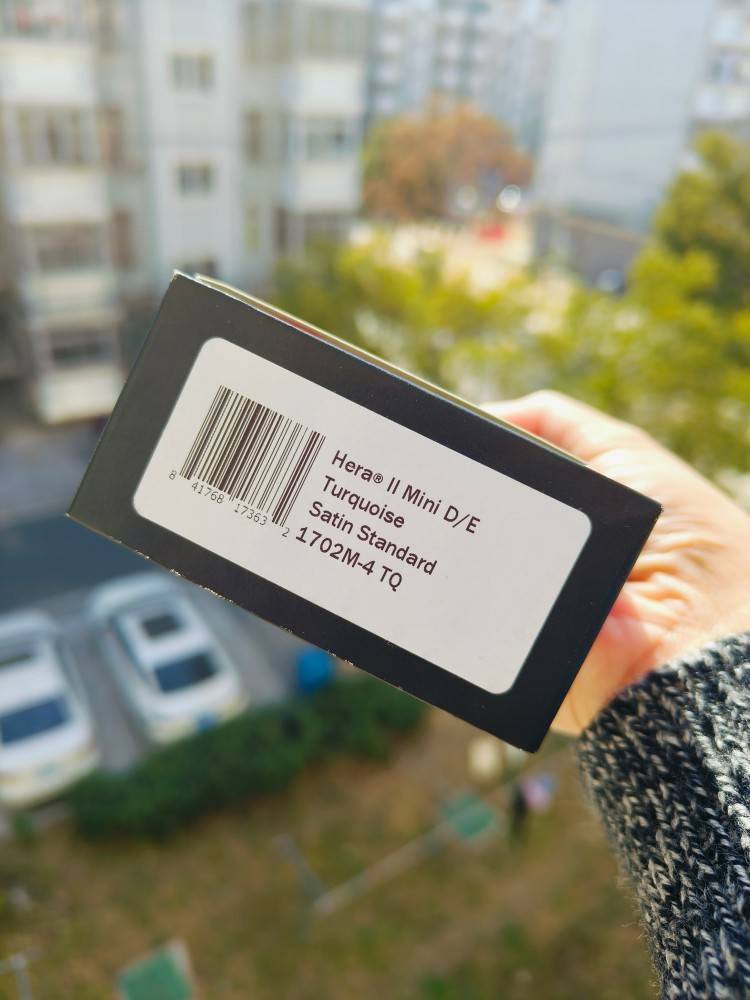 Hera® II Mini D/E
Turquoise
Satin Standard
1702M-4 TQ
8 41768 17363 2